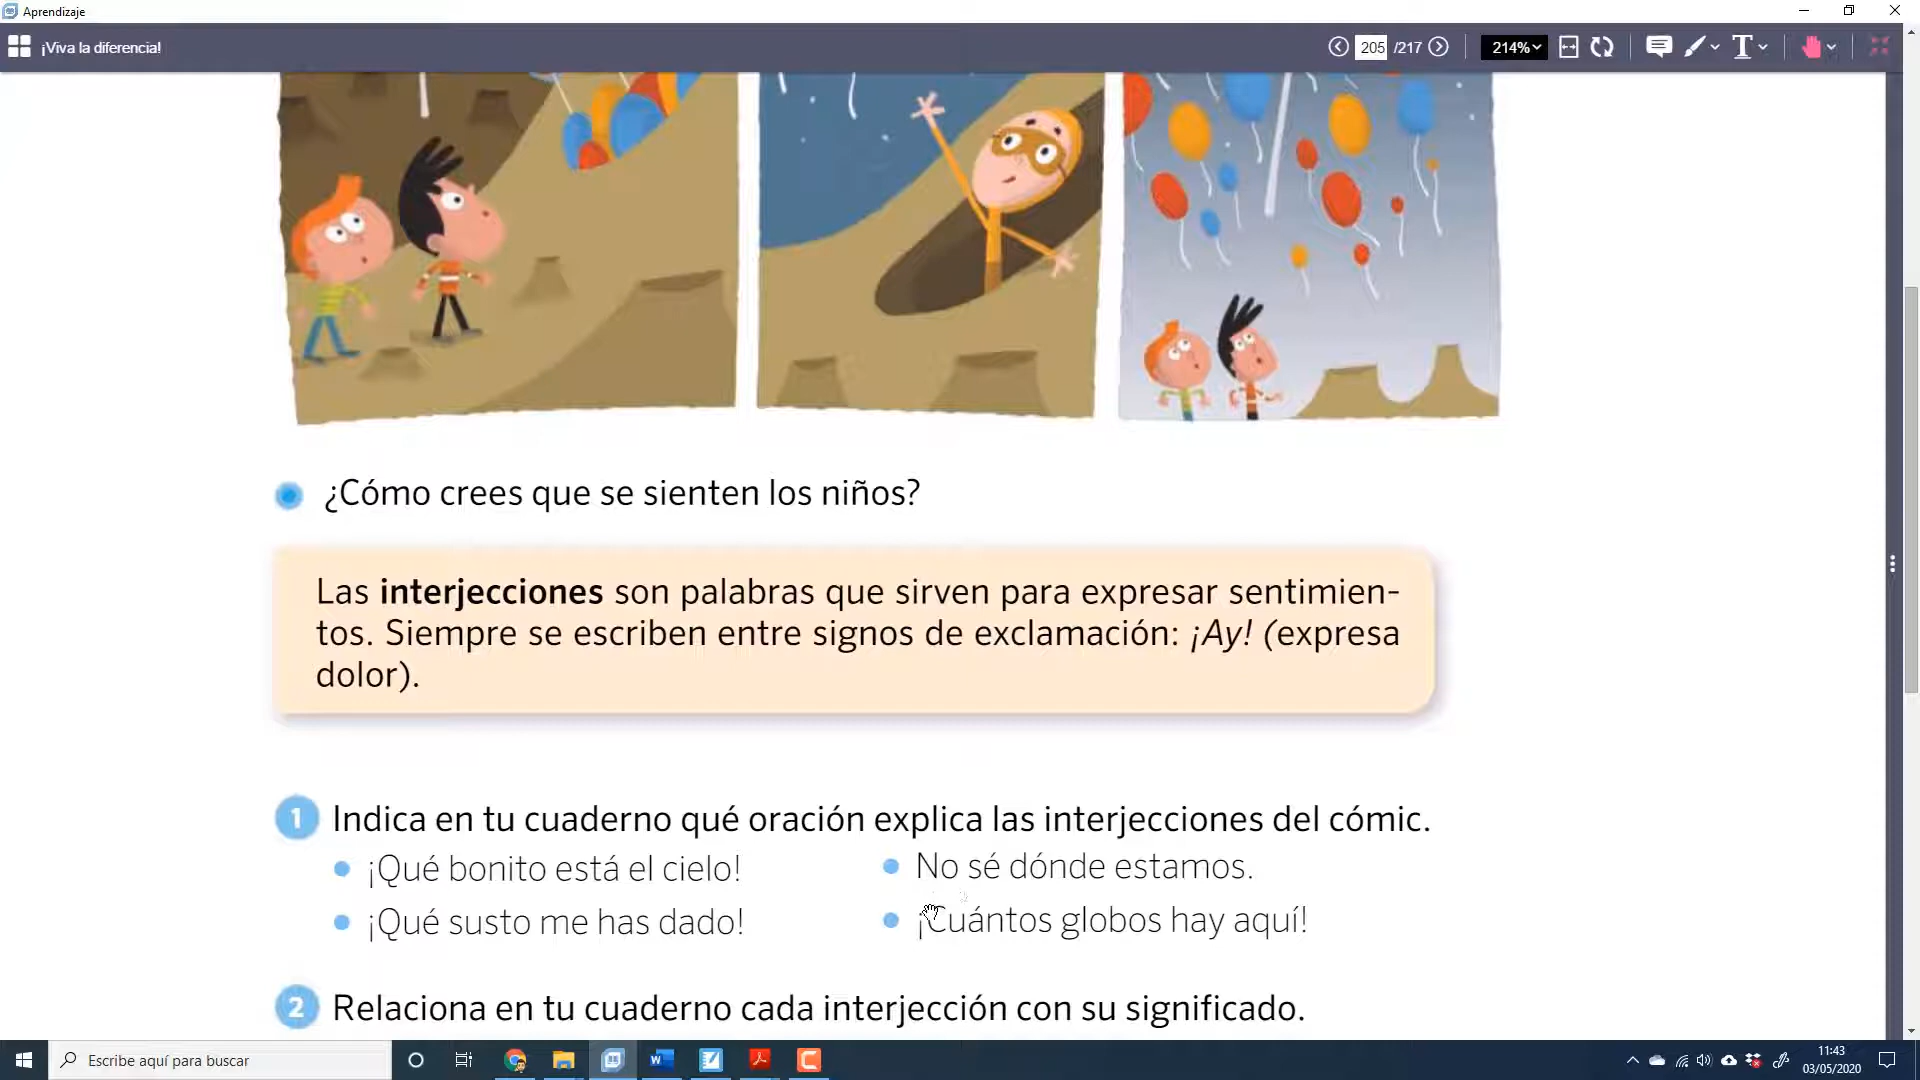 Aprendizaje
¡Viva la diferencia!
205 /217
214%
T
¿Cómo crees que se sienten los niños?
Las interjecciones son palabras que sirven para expresar sentimien-
tos. Siempre se escriben entre signos de exclamación: ¡Ay! (expresa
dolor).
1 Indica en tu cuaderno qué oración explica las interjecciones del cómic.
¡Qué bonito está el cielo!
No sé dónde estamos.
¡Qué susto me has dado!
¡Cuántos globos hay aquí!
2 Relaciona en tu cuaderno cada interjección con su significado.
Escribe aquí para buscar
11:43
03/05/2020